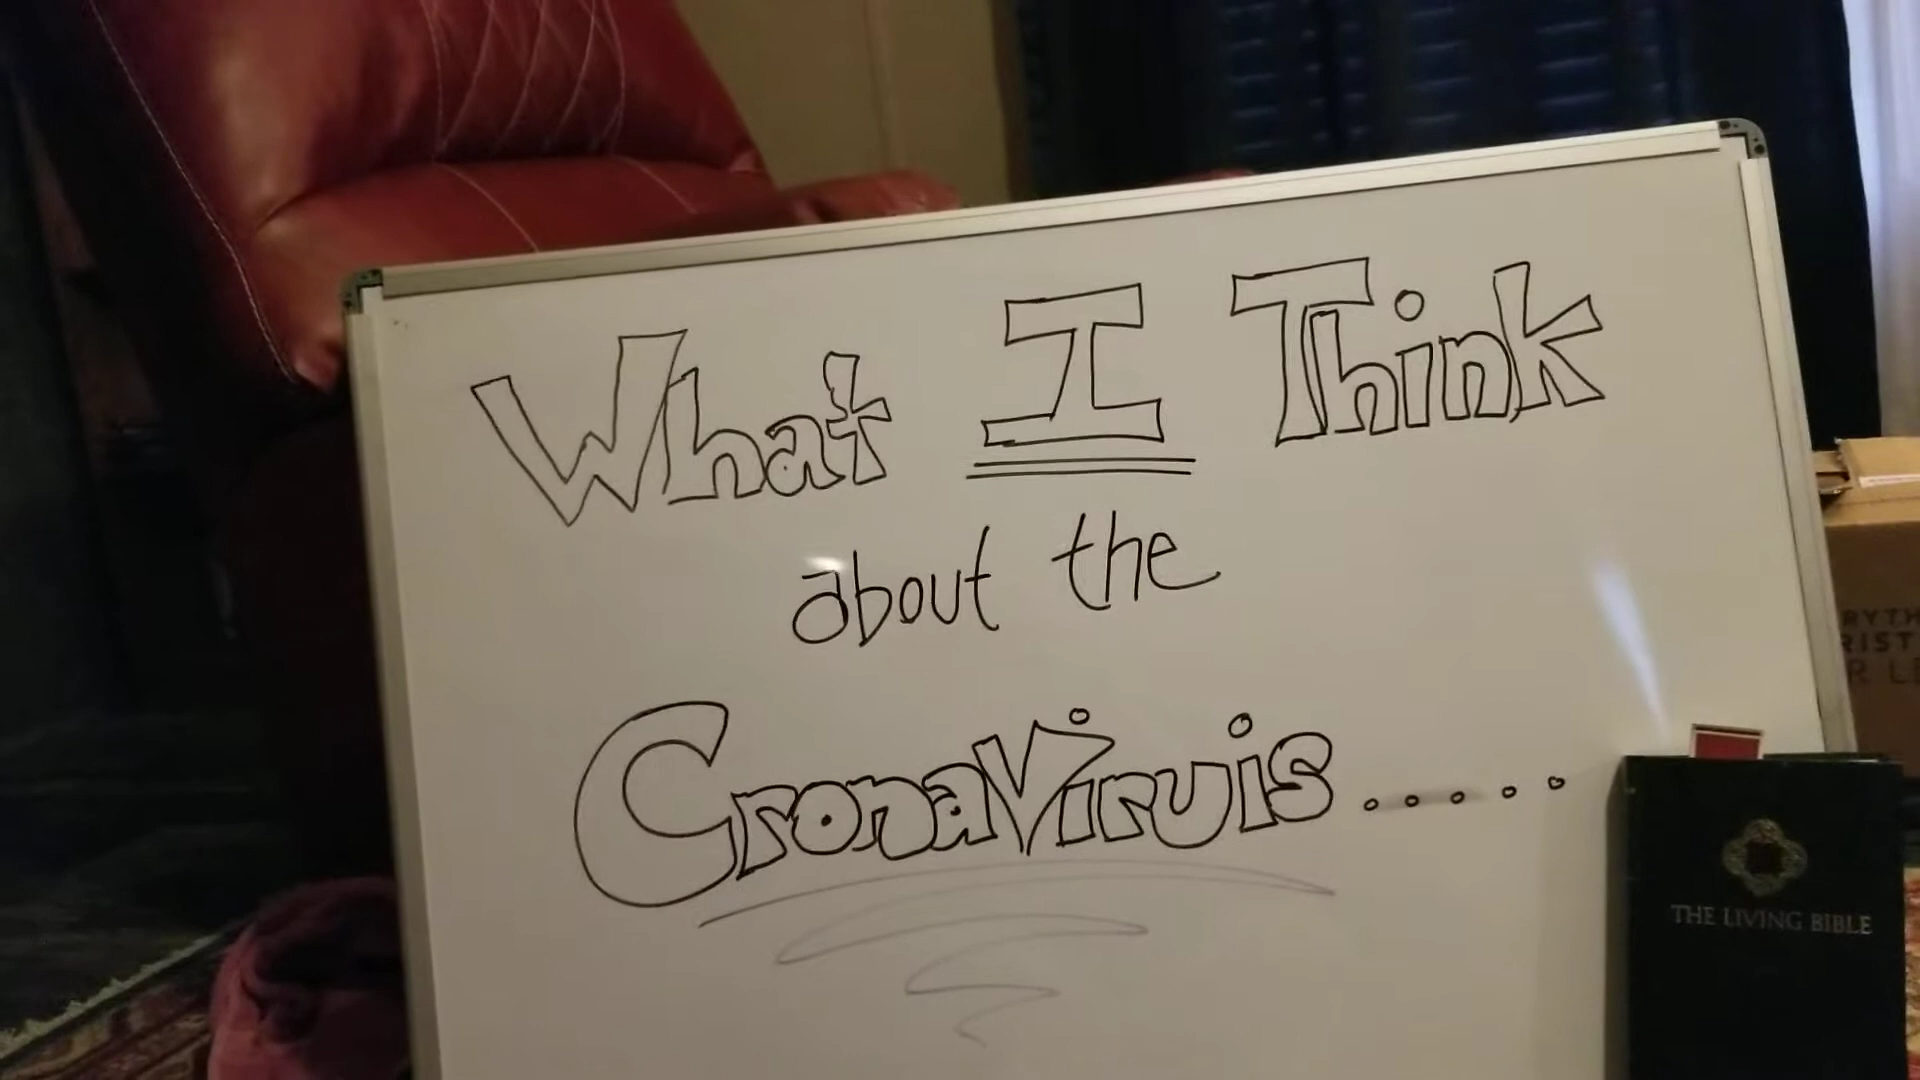 What I Think
about the
CronaViruis.....
THE LIVING BIBLE